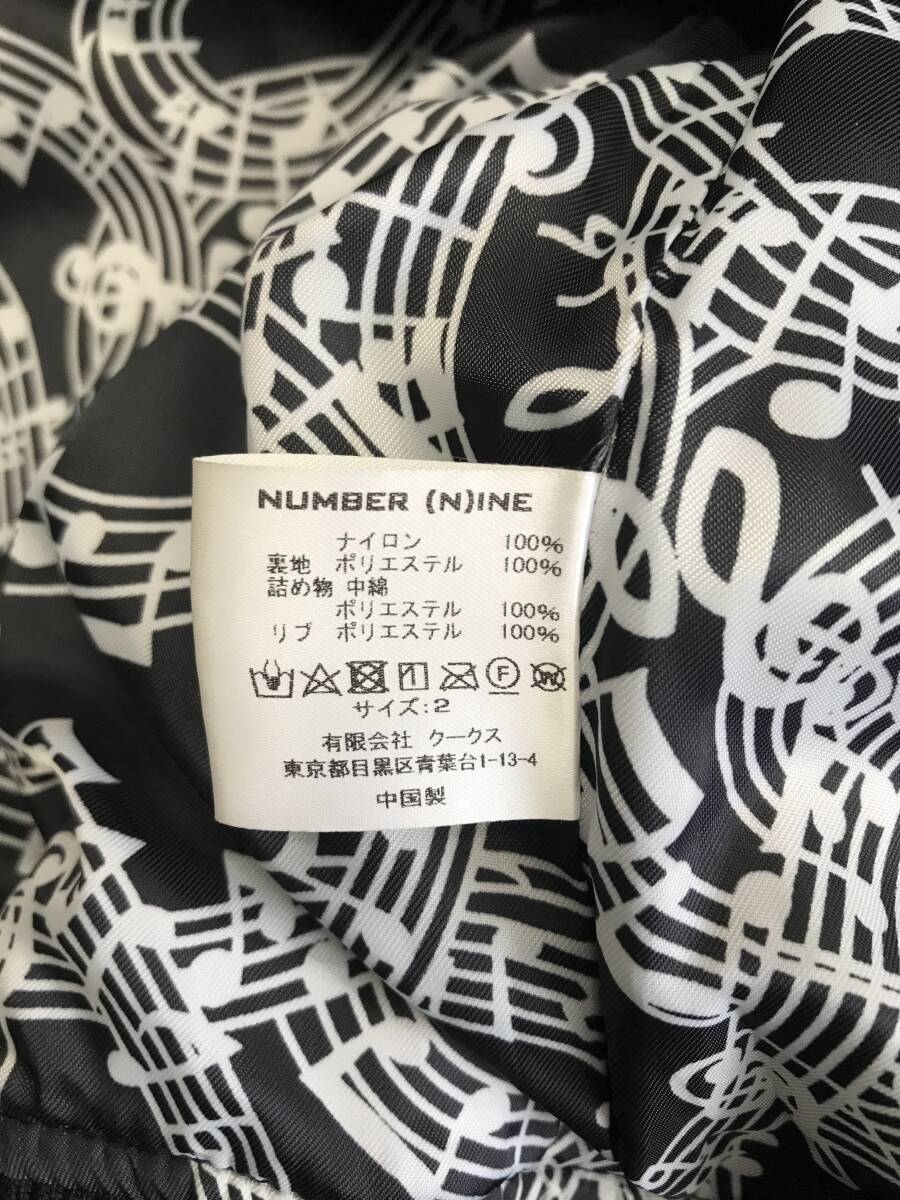 NUMBER (N)INE
ナイロン 100%
裏地 ポリエステル 100%
詰め物 中綿
ポリエステル 100%
リブ ポリエステル 100%
サイズ:2
有限会社 クークス
東京都目黒区青葉台1-13-4
中国製